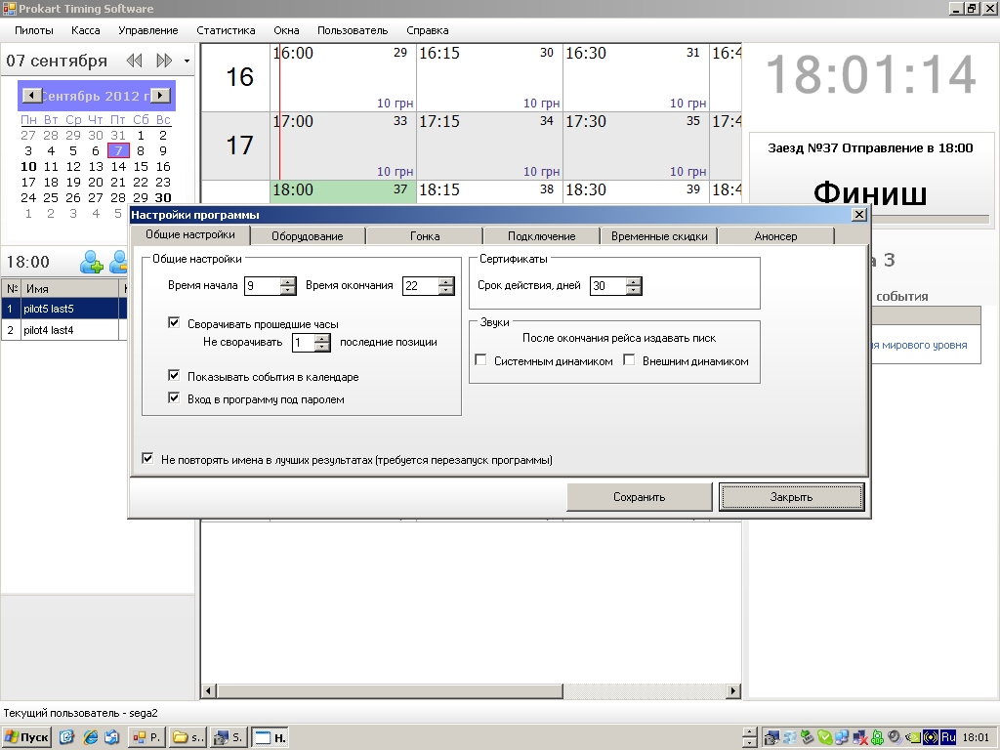 Prokart Timing Software
Пилоты Касса Управление Статистика Окна Пользователь Справка
07 сентября
ентябрь 2012 г
Пн Вт Ср Чт Пт Сб Вс
27 28 29 30 31 1 2
3 4 5 6 7 8 9
10 11 12 13 14 15 16
17 18 19 20 21 22 23
24 25 26 27 28 29 30
1 2 3 4 5
16
16:00 29 16:15 30 16:30 31 16:4
10 грн 10 грн 10 грн
17
17:00 33 17:15 34 17:30 35 17:4
10 грн 10 грн 10 грн
18:00 37 18:15 38 18:30 39 18:4
18:01:14
Заезд №37 Отправление в 18:00
Финиш
3
события
я мирового уровня
18:00
№ Имя
1 pilot5 last5
2 pilot4 last4
Настройки программы
Общие настройки Оборудование Гонка Подключение Временные скидки Анонсер
Общие настройки
Время начала 9 Время окончания 22
Сворачивать прошедшие часы
Не сворачивать 1 последние позиции
Показывать события в календаре
Вход в программу под паролем
Сертификаты
Срок действия, дней 30
Звуки
После окончания рейса издавать писк
Системным динамиком Внешним динамиком
Не повторять имена в лучших результатах (требуется перезапуск программы)
Сохранить Закрыть
Текущий пользователь - sega2
Пуск P. s.. S. Н. Ru 18:01